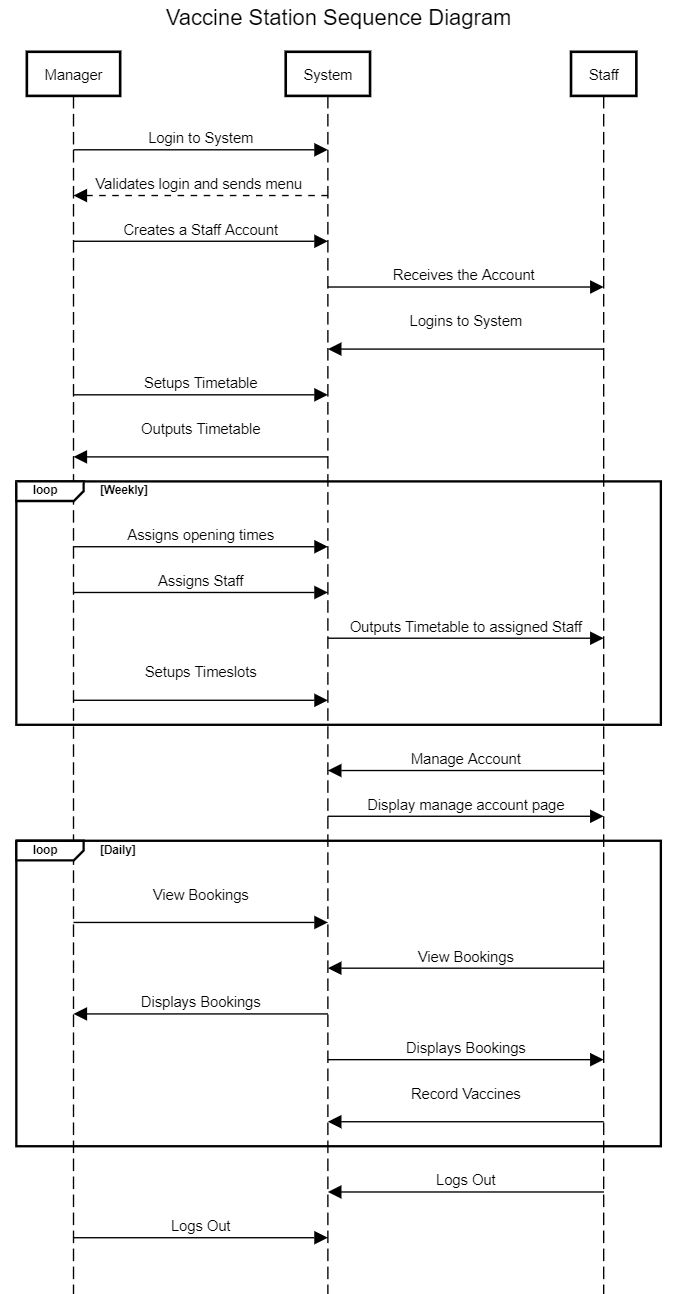 Vaccine Station Sequence Diagram
Manager
System
Staff
Login to System
Validates login and sends menu
Creates a Staff Account
Receives the Account
Logins to System
Setups Timetable
Outputs Timetable
loop
[Weekly]
Assigns opening times
Assigns Staff
Outputs Timetable to assigned Staff
Setups Timeslots
Manage Account
Display manage account page
loop
[Daily]
View Bookings
View Bookings
Displays Bookings
Displays Bookings
Record Vaccines
Logs Out
Logs Out